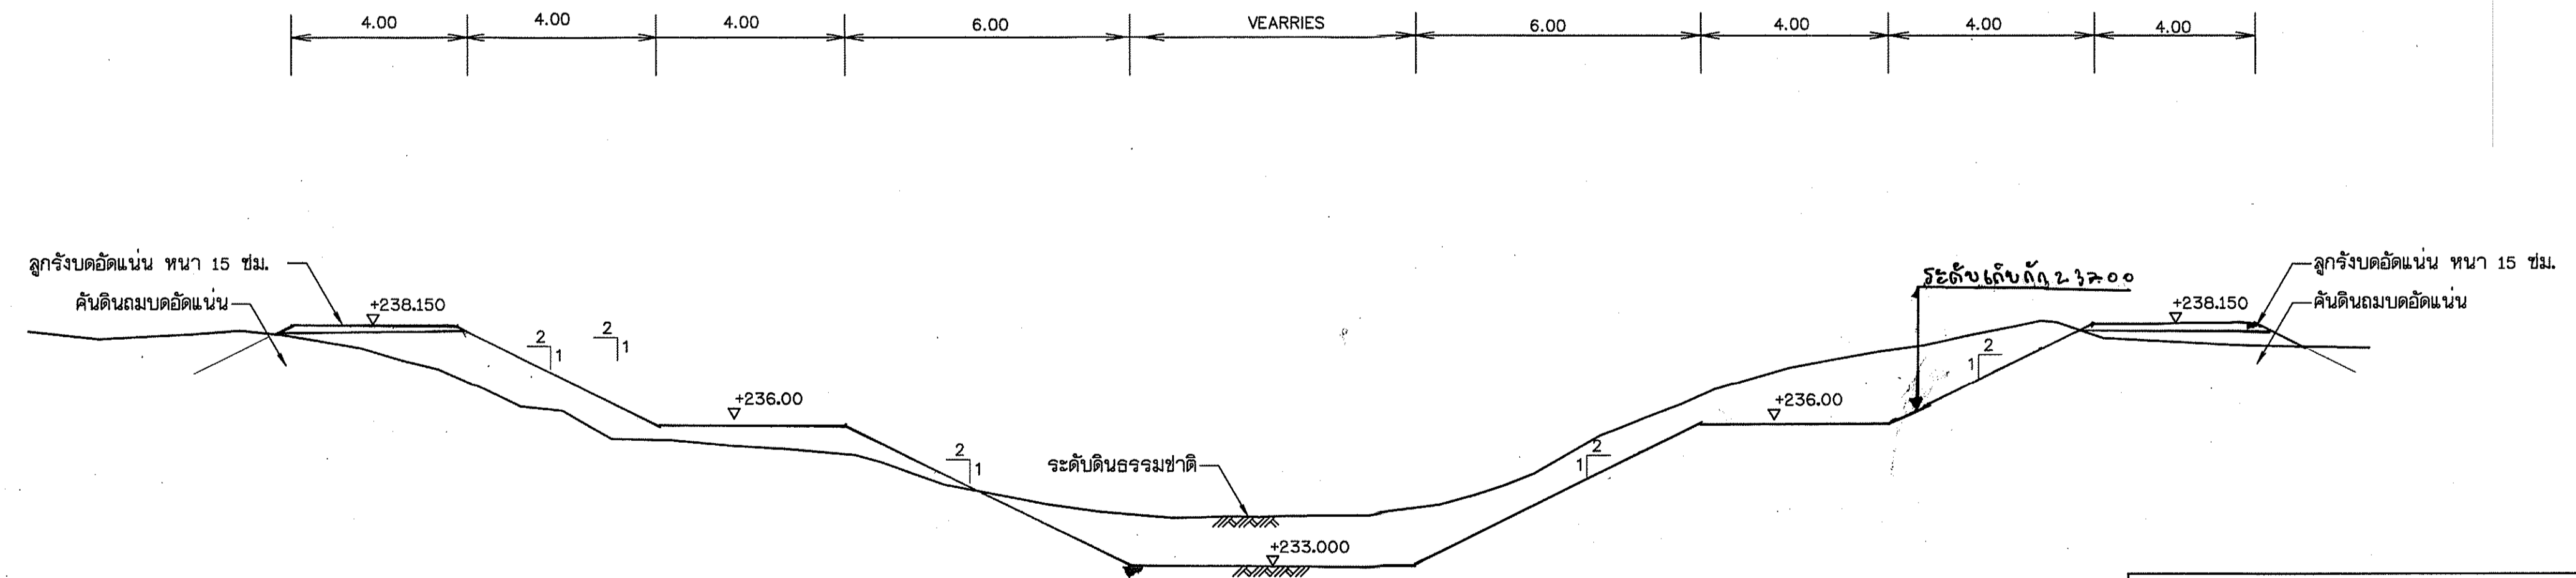 4.00 4.00 4.00 6.00 VEARRIES 6.00 4.00 4.00 4.00
ลูกรังบดอัดแน่น หนา 15 ซม.
คันดินถมบดอัดแน่น
+238.150
2
1
2
1
+236.00
2
1
ระดับดินธรรมชาติ
+233.000
2
1
+236.00
ระดับเก็บกัก 237.00
2
1
+238.150
ลูกรังบดอัดแน่น หนา 15 ซม.
คันดินถมบดอัดแน่น